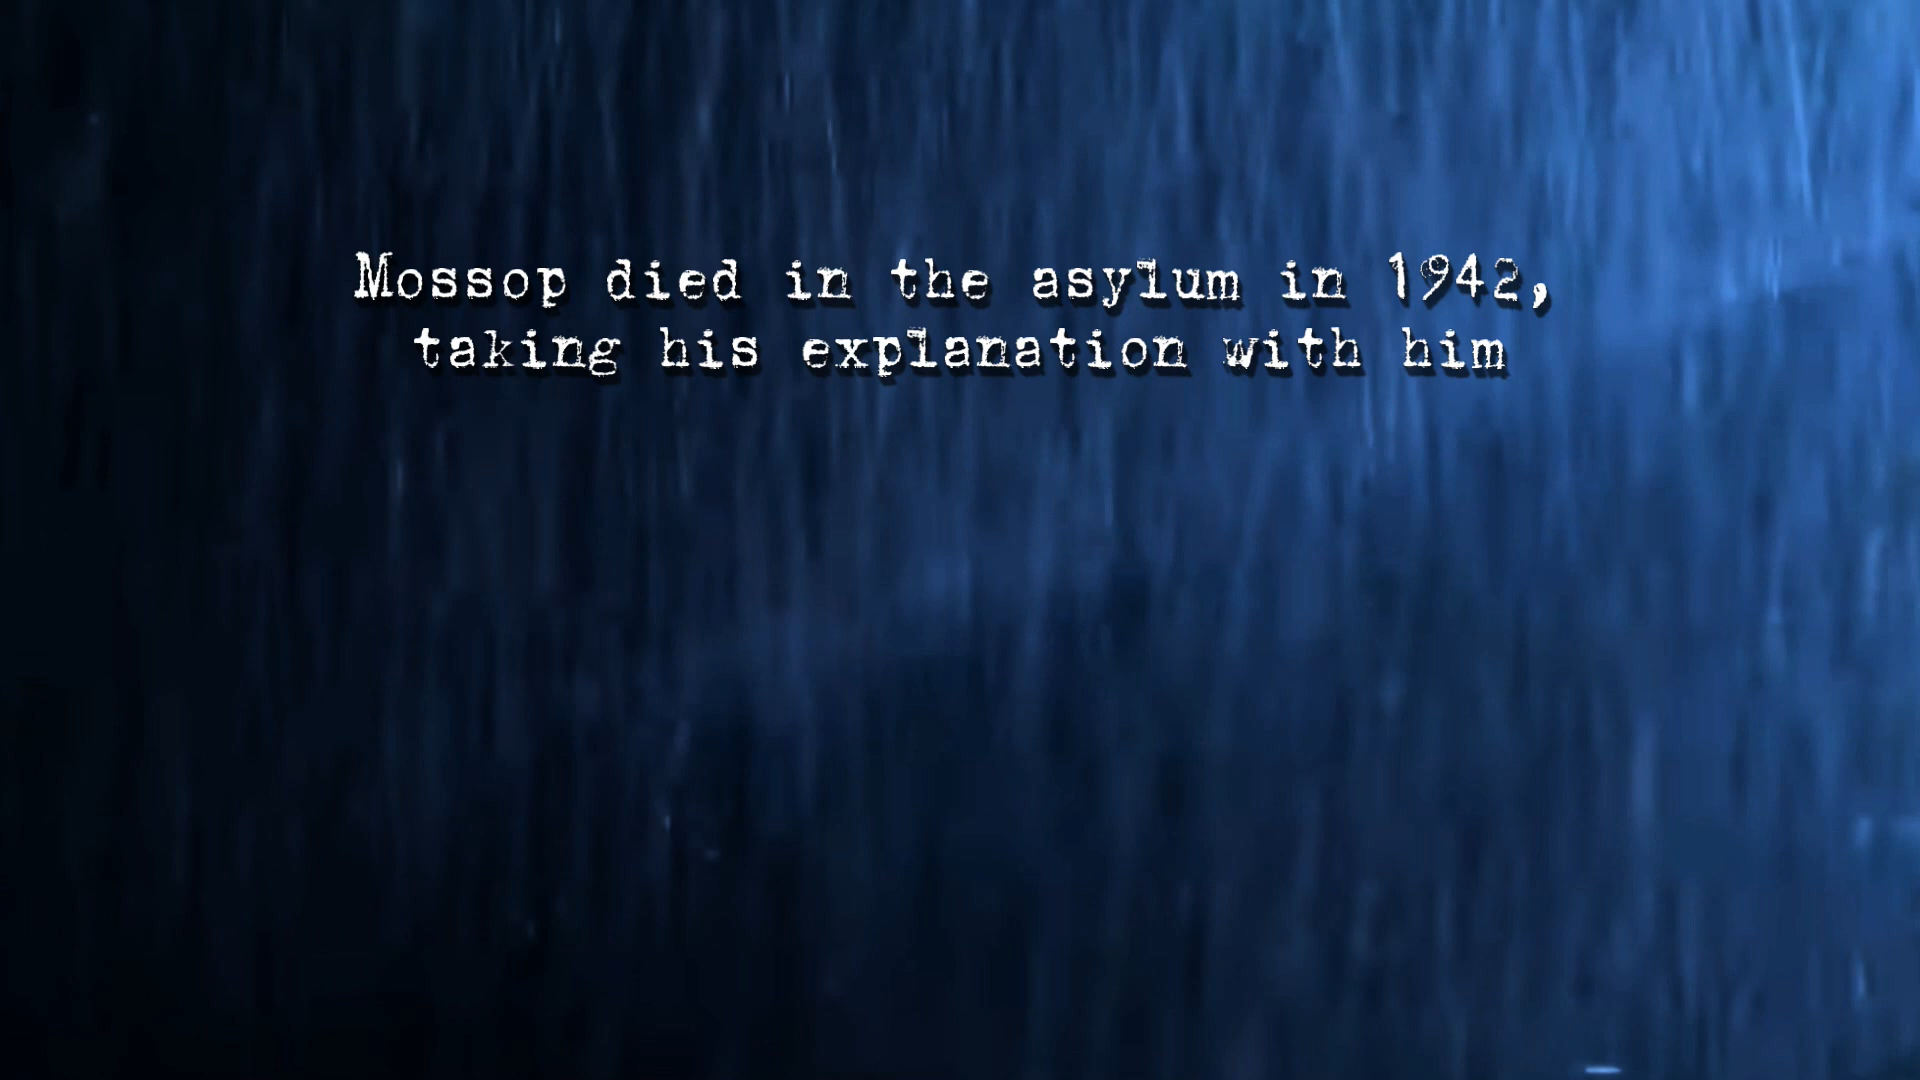 Mossop died in the asylum in 1942,
taking his explanation with him